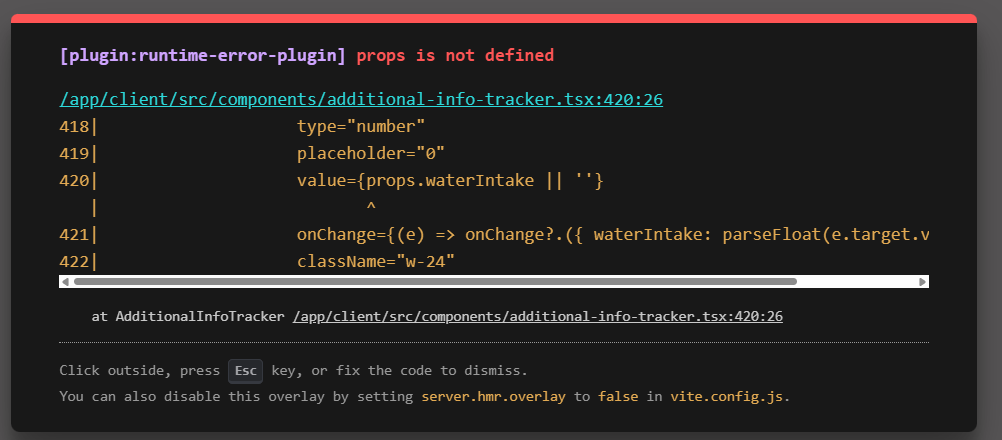 [plugin:runtime-error-plugin] props is not defined
/app/client/src/components/additional-info-tracker.tsx:420:26
418|                    type="number"
419|                    placeholder="0"
420|                    value={props.waterIntake || ''}
   |                           ^
421|                    onChange={(e) => onChange?.({ waterIntake: parseFloat(e.target.v
422|                    className="w-24"
at AdditionalInfoTracker /app/client/src/components/additional-info-tracker.tsx:420:26
Click outside, press Esc key, or fix the code to dismiss.
You can also disable this overlay by setting server.hmr.overlay to false in vite.config.js.